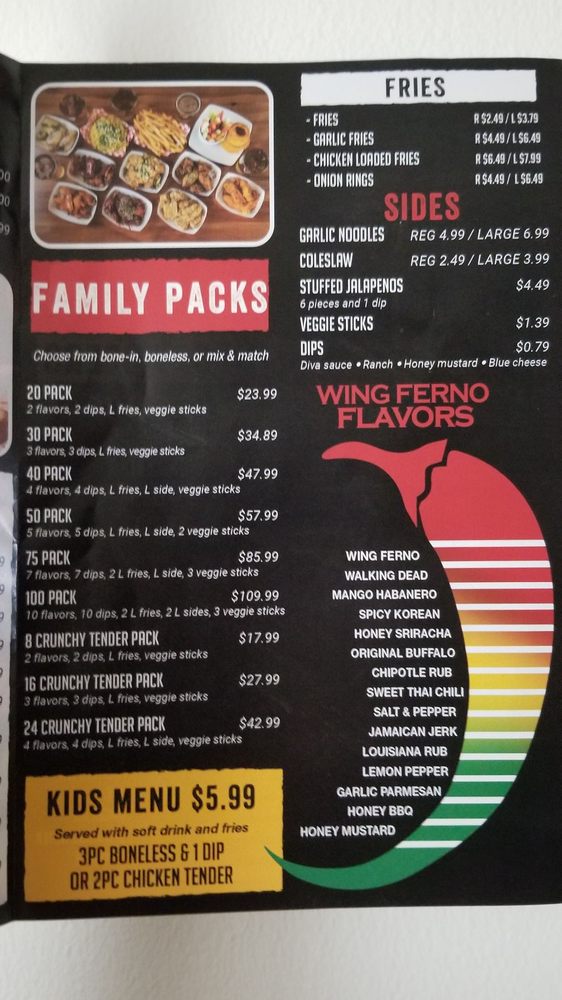 FAMILY PACKS
Choose from bone-in, boneless, or mix & match
20 PACK $23.99
2 flavors, 2 dips, L fries, veggie sticks
30 PACK $34.89
3 flavors, 3 dips, L fries, veggie sticks
40 PACK $47.99
4 flavors, 4 dips, L fries, L side, veggie sticks
50 PACK $57.99
5 flavors, 5 dips, L fries, L side, 2 veggie sticks
75 PACK $85.99
7 flavors, 7 dips, 2 L fries, L side, 3 veggie sticks
100 PACK $109.99
10 flavors, 10 dips, 2 L fries, 2 L sides, 3 veggie sticks
8 CRUNCHY TENDER PACK $17.99
2 flavors, 2 dips, L fries, veggie sticks
16 CRUNCHY TENDER PACK $27.99
3 flavors, 3 dips, L fries, veggie sticks
24 CRUNCHY TENDER PACK $42.99
4 flavors, 4 dips, L fries, L side, veggie sticks
KIDS MENU $5.99
Served with soft drink and fries
3PC BONELESS & 1 DIP
OR 2PC CHICKEN TENDER
FRIES
- FRIES R $2.49 / L $3.79
- GARLIC FRIES R $4.49 / L $6.49
- CHICKEN LOADED FRIES R $6.49 / L $7.99
- ONION RINGS R $4.49 / L $6.49
SIDES
GARLIC NOODLES REG 4.99 / LARGE 6.99
COLESLAW REG 2.49 / LARGE 3.99
STUFFED JALAPENOS $4.49
6 pieces and 1 dip
VEGGIE STICKS $1.39
DIPS $0.79
Diva sauce • Ranch • Honey mustard • Blue cheese
WING FERNO
FLAVORS
WING FERNO
WALKING DEAD
MANGO HABANERO
SPICY KOREAN
HONEY SRIRACHA
ORIGINAL BUFFALO
CHIPOTLE RUB
SWEET THAI CHILI
SALT & PEPPER
JAMAICAN JERK
LOUISIANA RUB
LEMON PEPPER
GARLIC PARMESAN
HONEY BBQ
HONEY MUSTARD